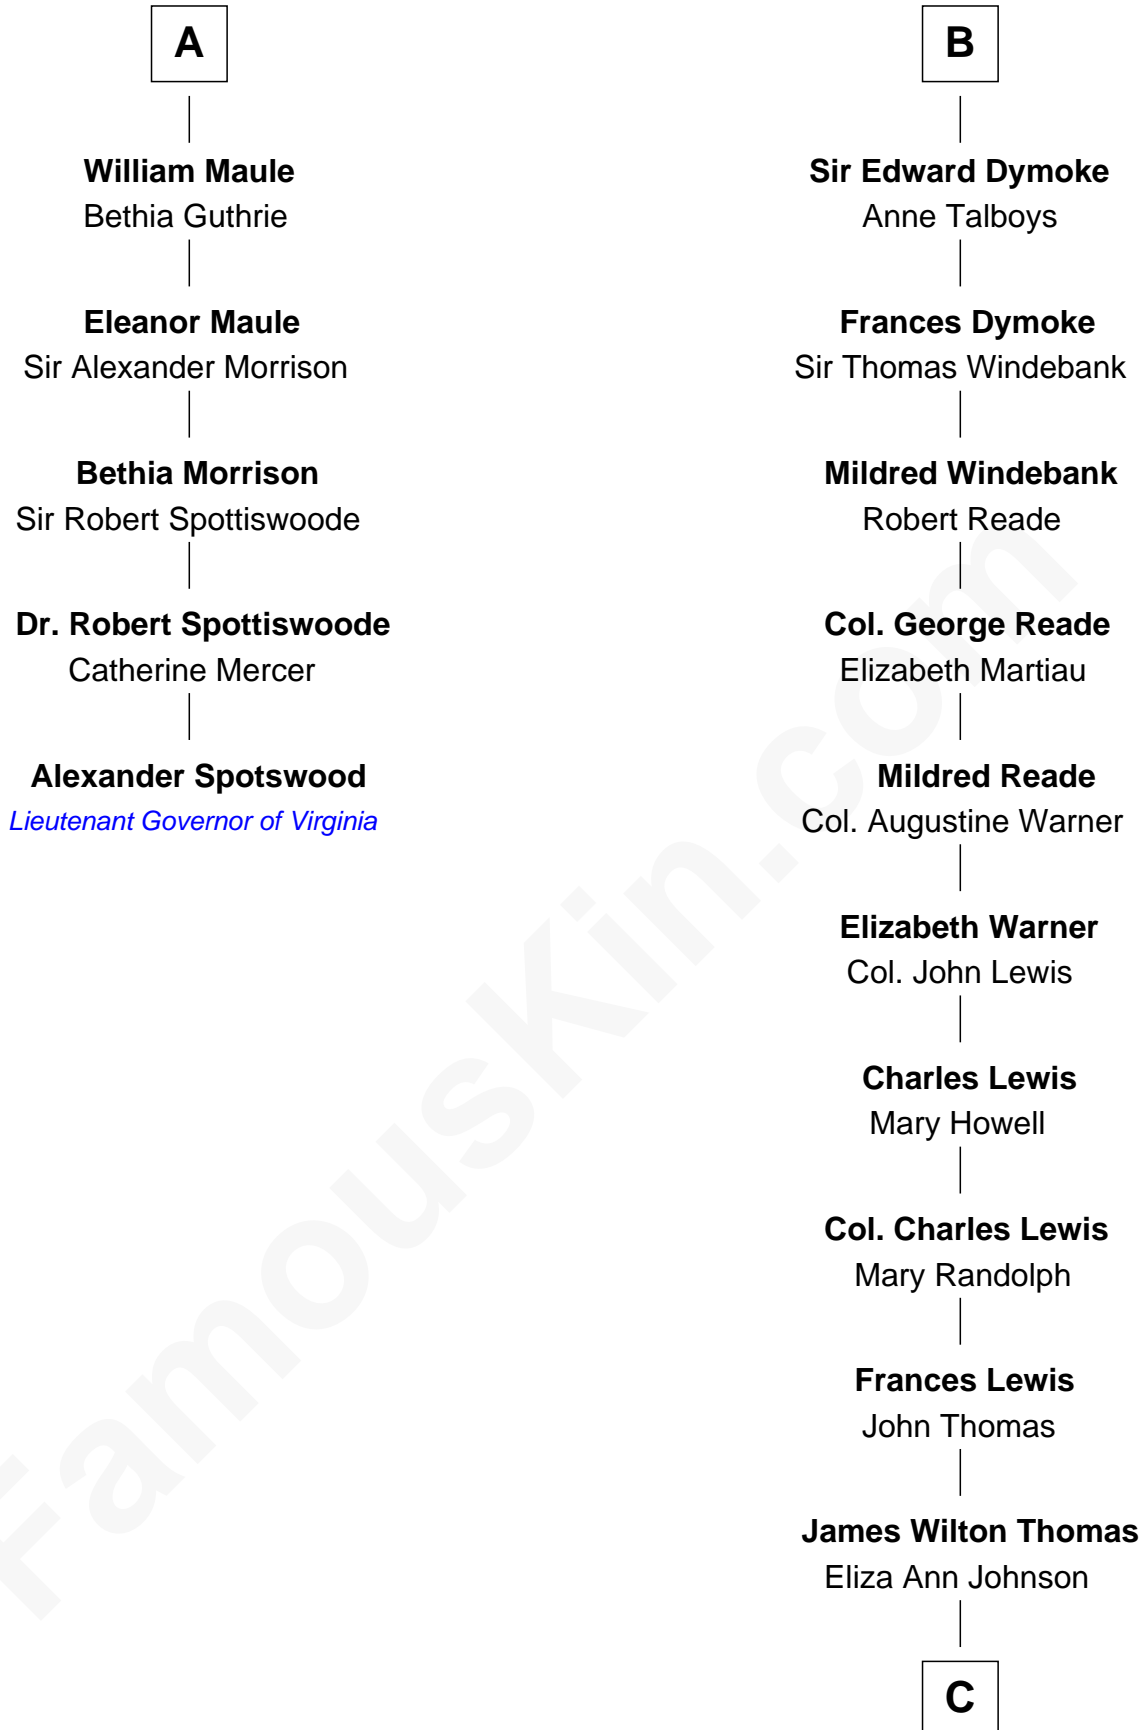 A
William Maule
Bethia Guthrie
Eleanor Maule
Sir Alexander Morrison
Bethia Morrison
Sir Robert Spottiswoode
Dr. Robert Spottiswoode
Catherine Mercer
Alexander Spotswood
Lieutenant Governor of Virginia
B
Sir Edward Dymoke
Anne Talboys
Frances Dymoke
Sir Thomas Windebank
Mildred Windebank
Robert Reade
Col. George Reade
Elizabeth Martiau
Mildred Reade
Col. Augustine Warner
Elizabeth Warner
Col. John Lewis
Charles Lewis
Mary Howell
Col. Charles Lewis
Mary Randolph
Frances Lewis
John Thomas
James Wilton Thomas
Eliza Ann Johnson
C
FamousKin.com